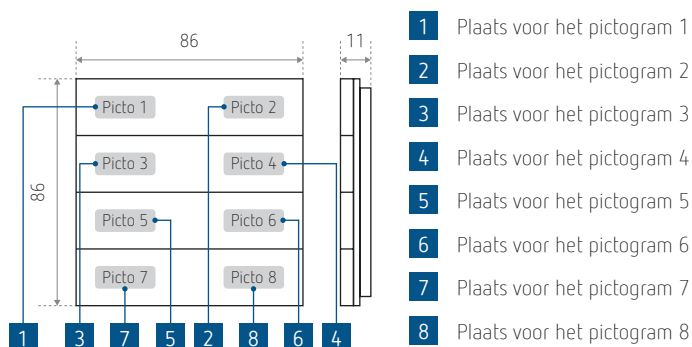 86
11
86
Picto 1
Picto 2
Picto 3
Picto 4
Picto 5
Picto 6
Picto 7
Picto 8
1
3
7
5
2
8
6
4
1 Plaats voor het pictogram 1
2 Plaats voor het pictogram 2
3 Plaats voor het pictogram 3
4 Plaats voor het pictogram 4
5 Plaats voor het pictogram 5
6 Plaats voor het pictogram 6
7 Plaats voor het pictogram 7
8 Plaats voor het pictogram 8